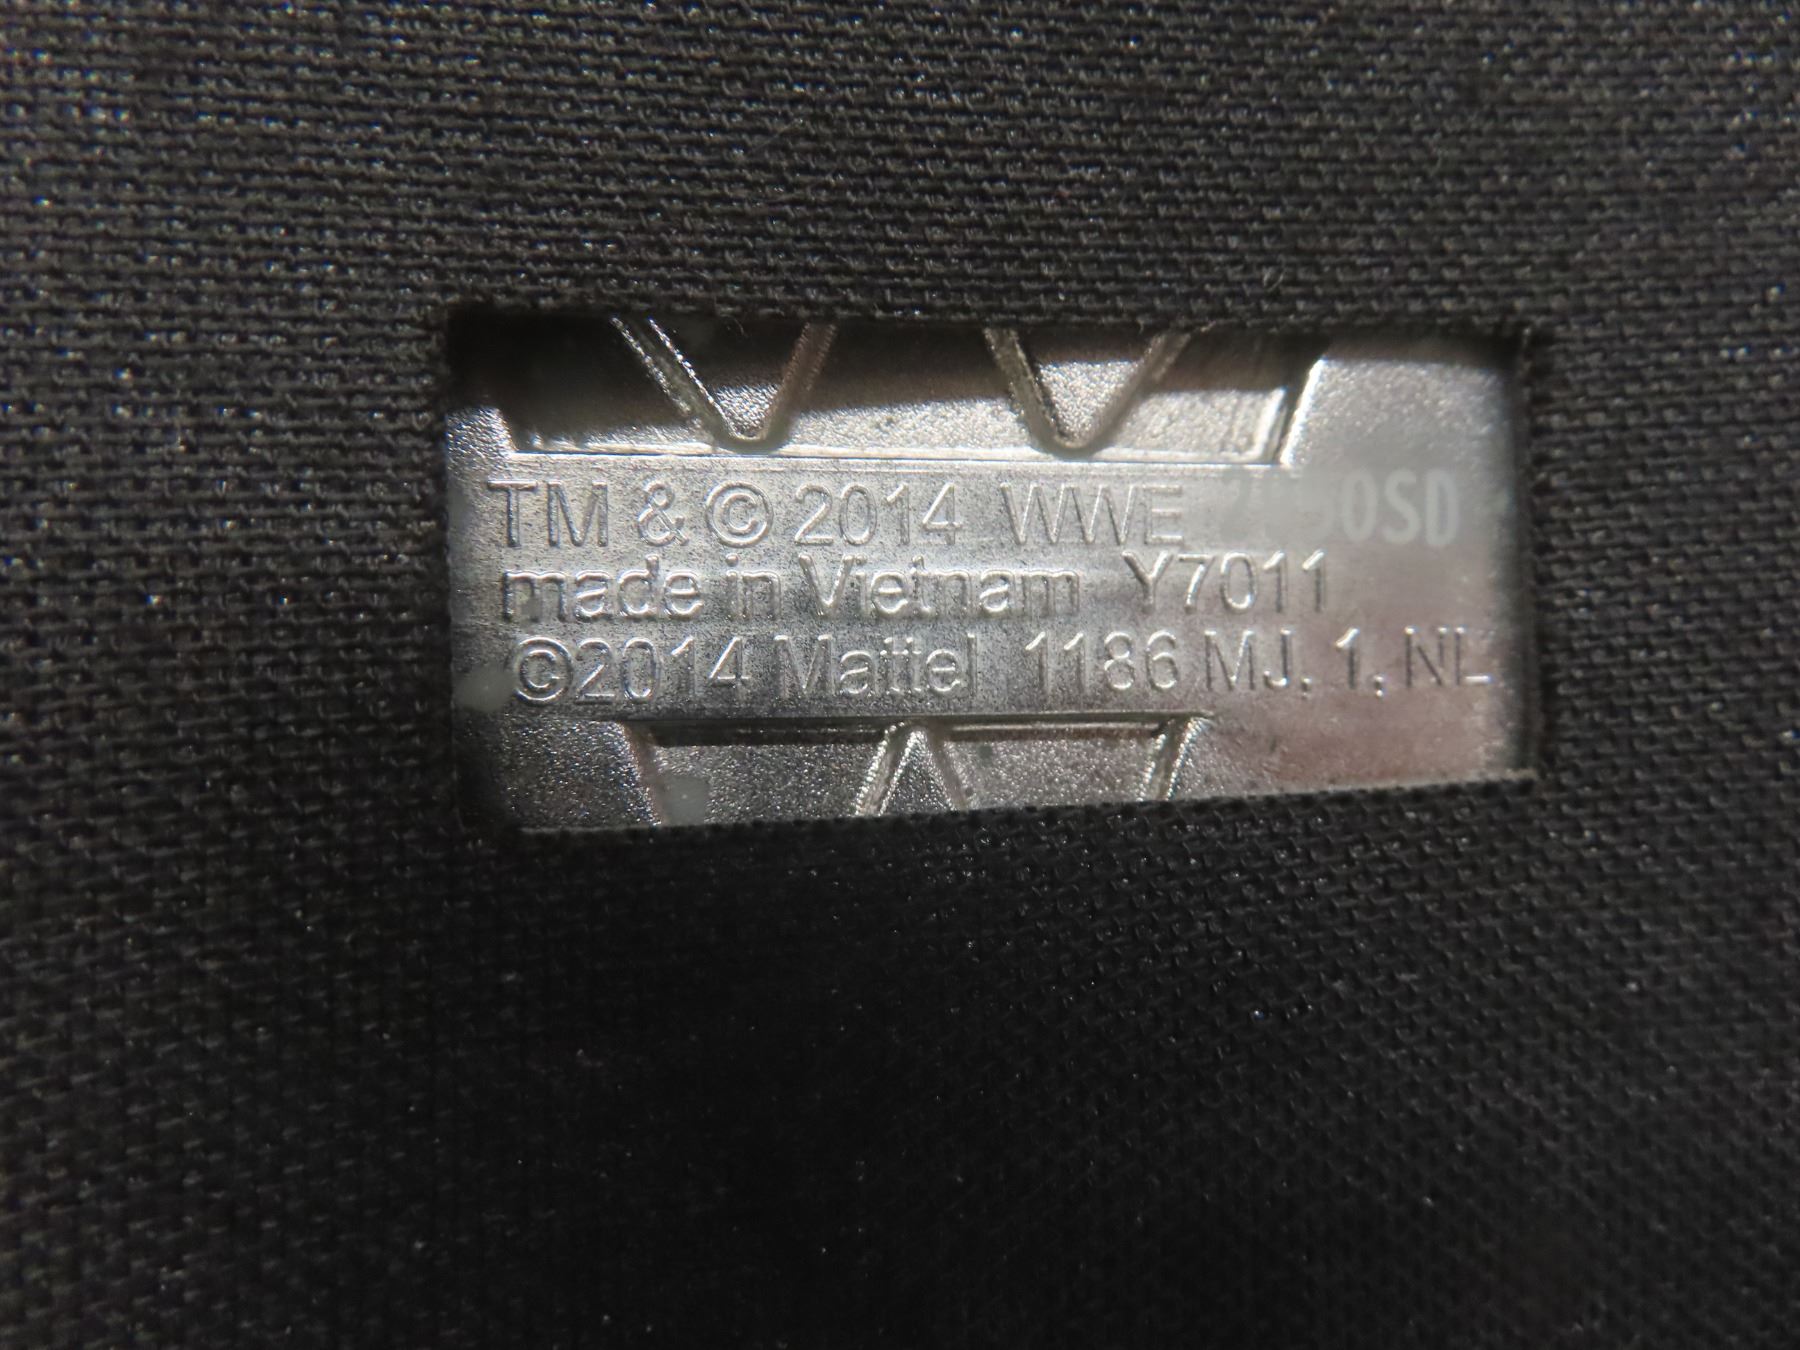 TM & © 2014 WWE
made in Vietnam Y7011
©2014 Mattel 1186 MJ, 1, NL